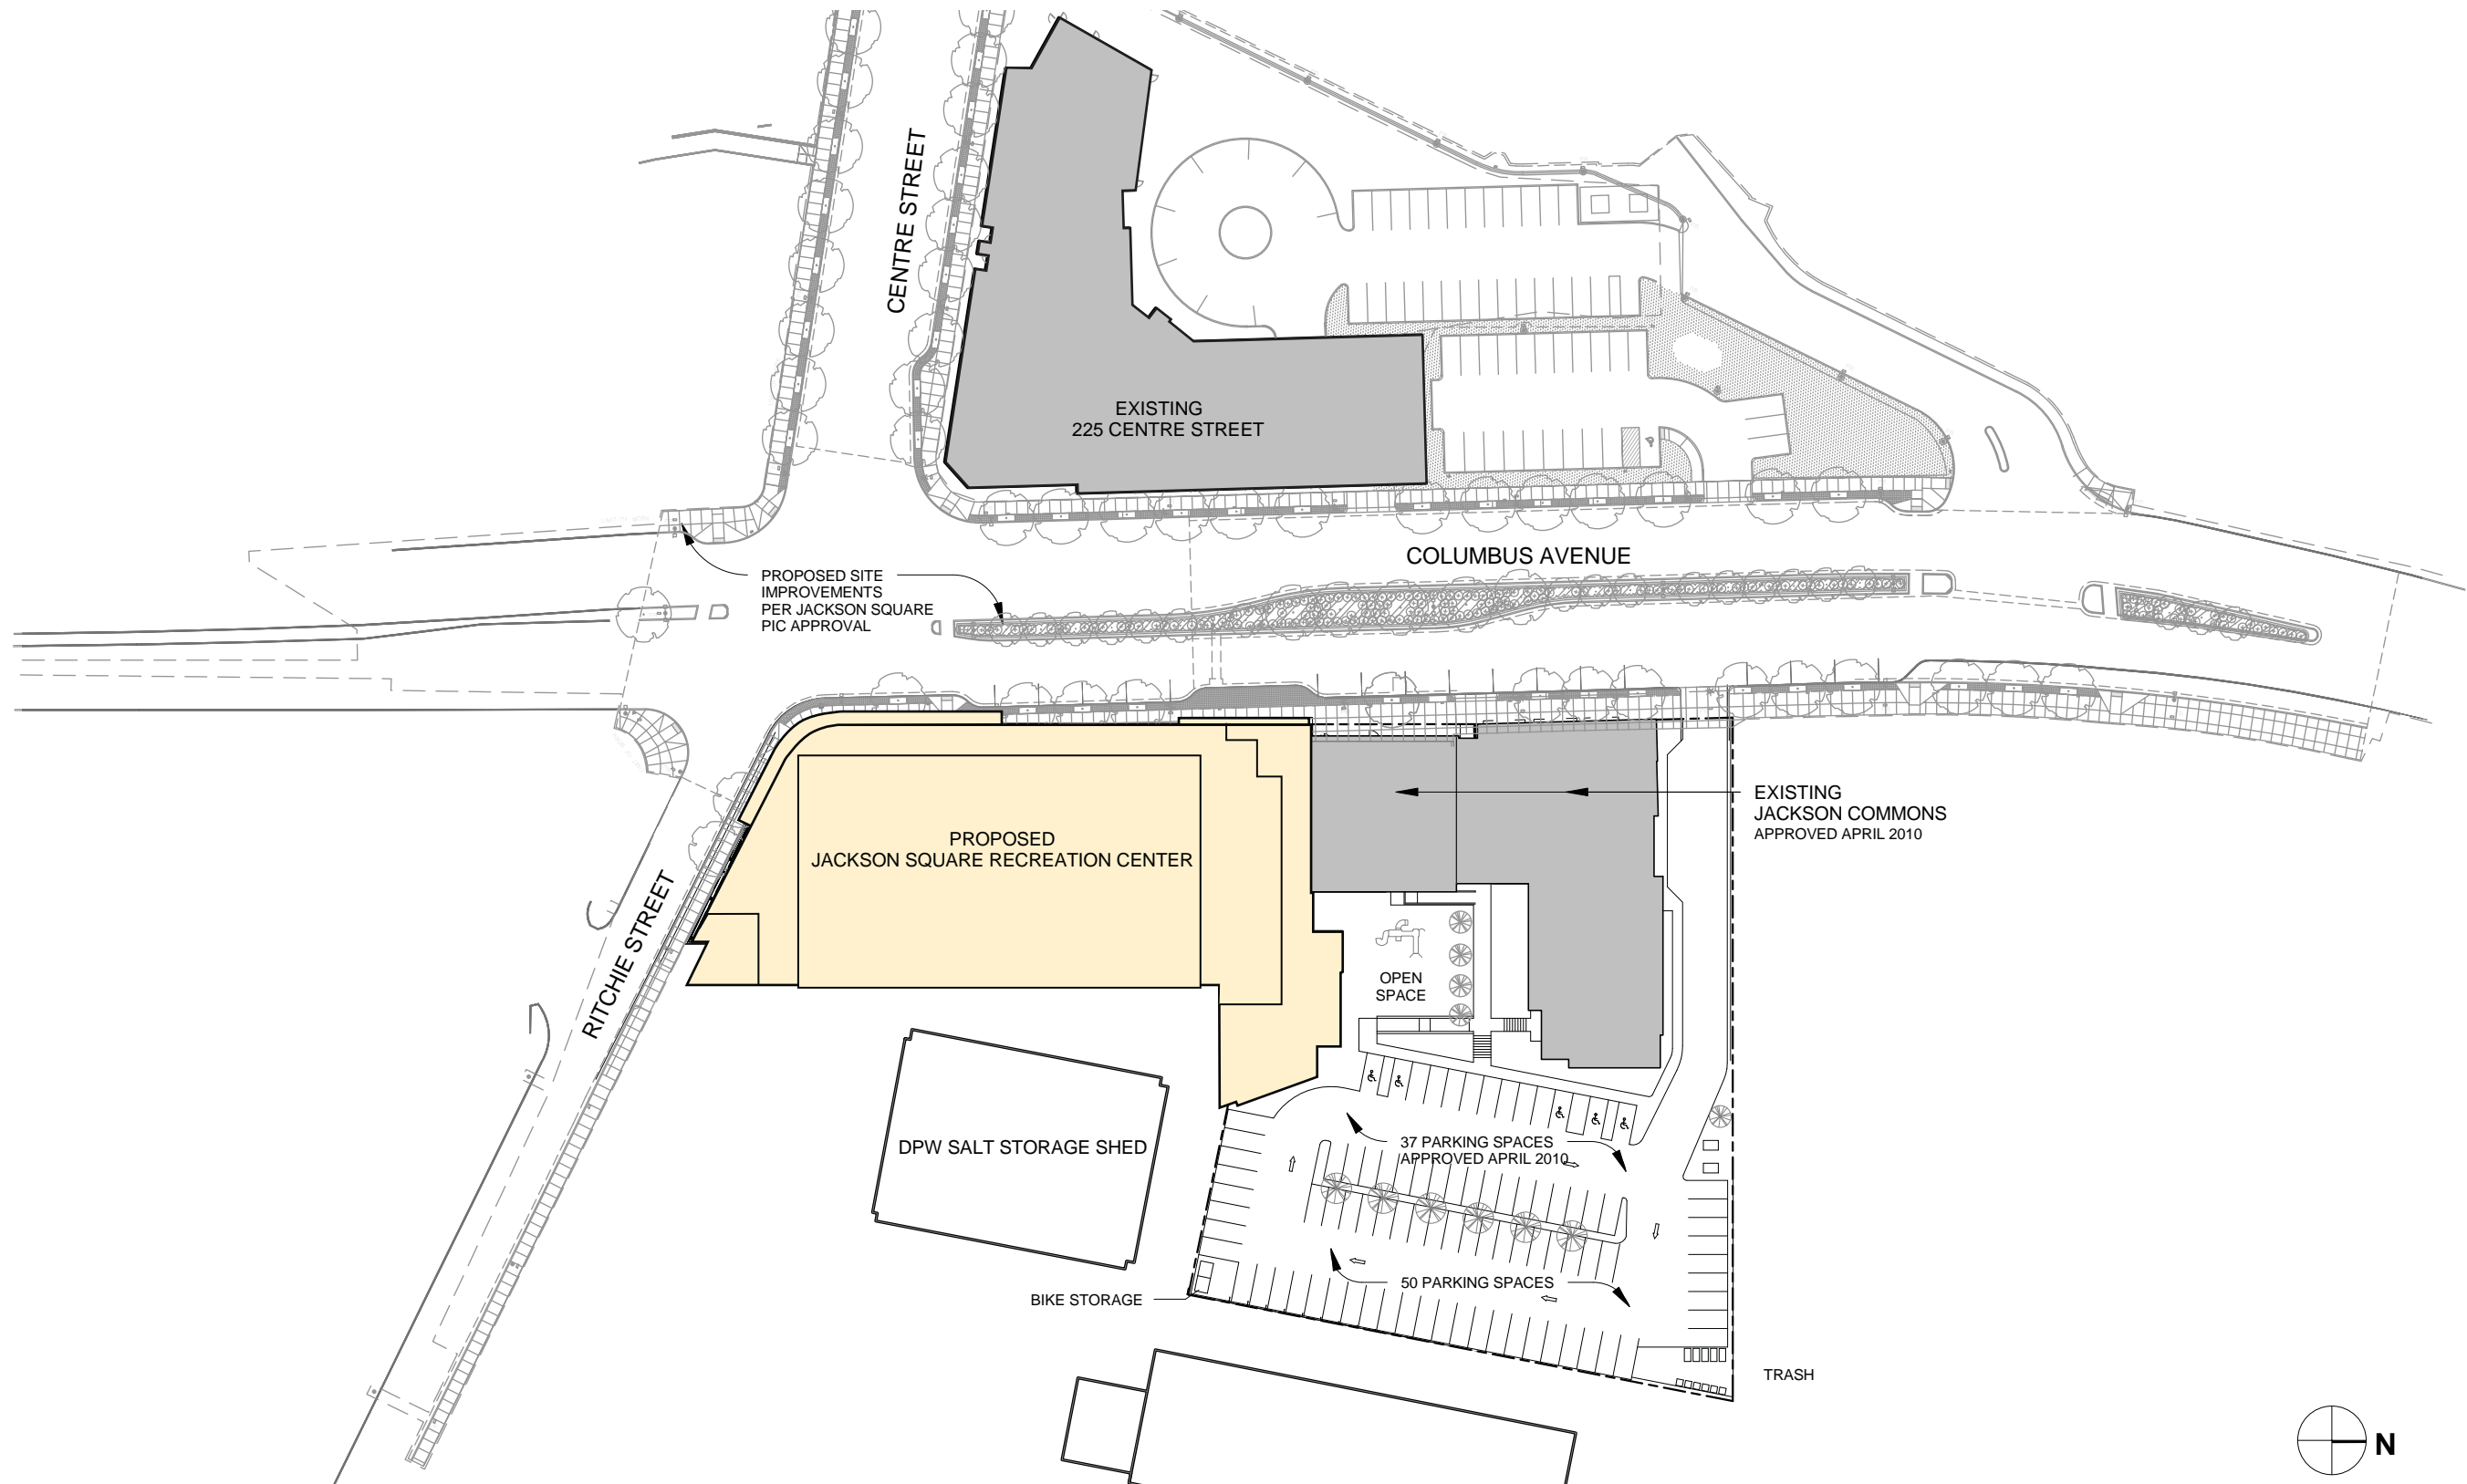 CENTRE STREET
EXISTING
225 CENTRE STREET
COLUMBUS AVENUE
PROPOSED SITE
IMPROVEMENTS
PER JACKSON SQUARE
PIC APPROVAL
EXISTING
JACKSON COMMONS
APPROVED APRIL 2010
PROPOSED
JACKSON SQUARE RECREATION CENTER
RITCHIE STREET
OPEN
SPACE
DPW SALT STORAGE SHED
37 PARKING SPACES
APPROVED APRIL 2010
50 PARKING SPACES
BIKE STORAGE
TRASH
N